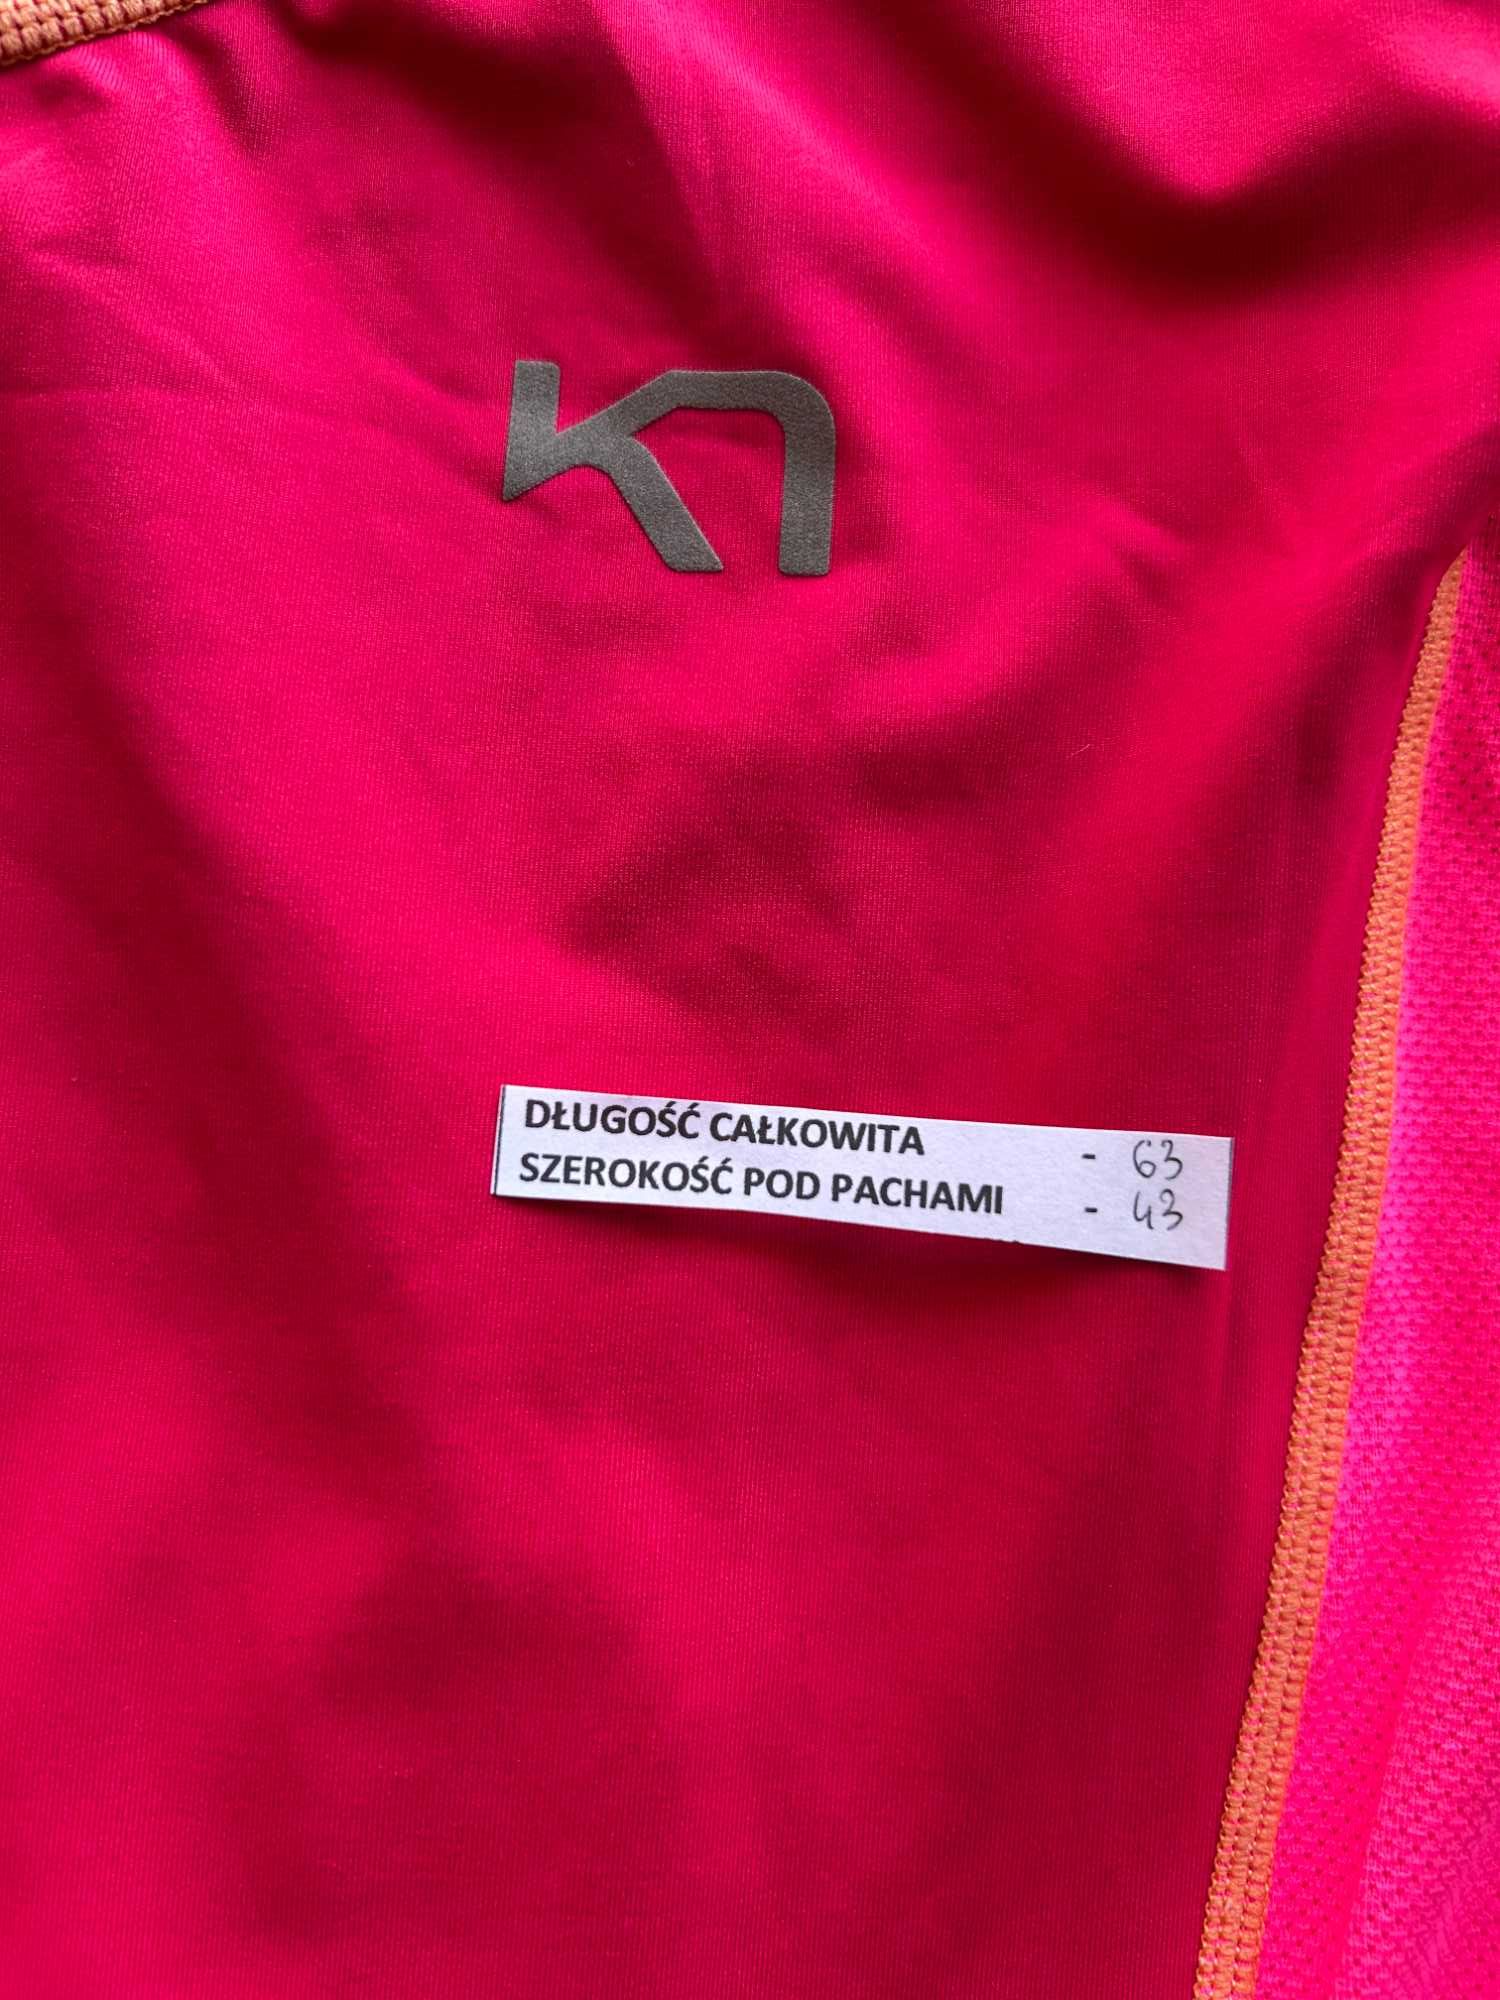 DŁUGOŚĆ CAŁKOWITA - 63
SZEROKOŚĆ POD PACHAMI - 43